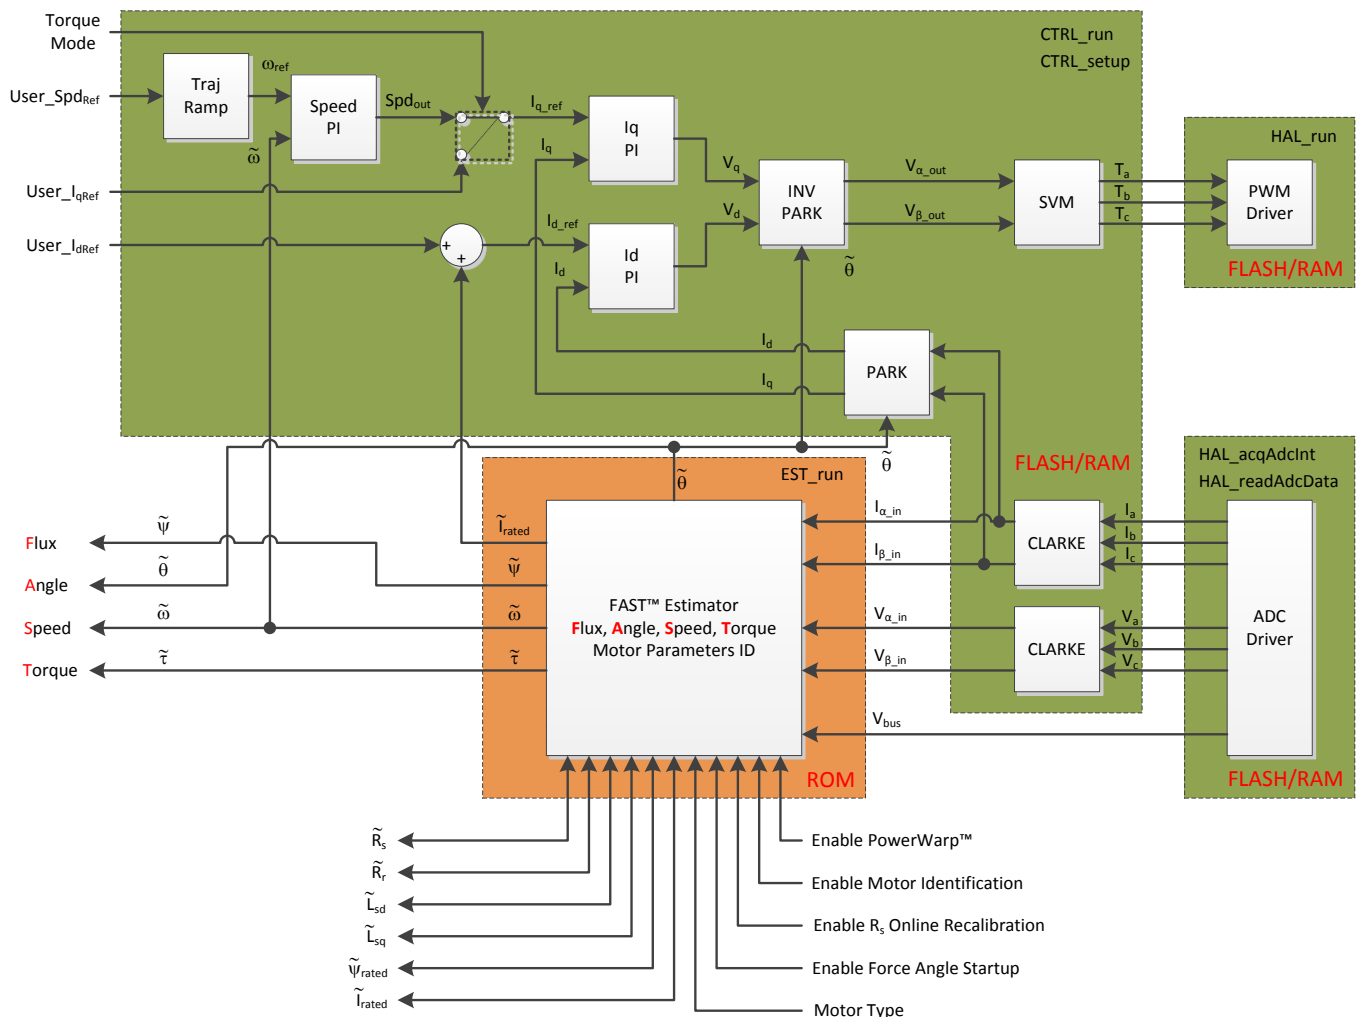 Torque
Mode
CTRL_run
CTRL_setup
User_SpdRef
Traj
Ramp
ωref
Speed
PI
Spdout
Iq_ref
Iq
PI
Iq
ω̃
User_IqRef
Vq
INV
PARK
Vα_out
Vβ_out
SVM
Ta
Tb
Tc
HAL_run
PWM
Driver
FLASH/RAM
User_IdRef
+
+
Id_ref
Id
Id
PI
Vd
θ̃
Id
Iq
PARK
θ̃
FLASH/RAM
HAL_acqAdcInt
HAL_readAdcData
EST_run
θ̃
Ĩrated
ψ̃
ω̃
τ̃
FAST™ Estimator
Flux, Angle, Speed, Torque
Motor Parameters ID
ROM
Iα_in
Iβ_in
Vα_in
Vβ_in
Vbus
CLARKE
CLARKE
Ia
Ib
Ic
Va
Vb
Vc
ADC
Driver
FLASH/RAM
Flux
ψ̃
Angle
θ̃
Speed
ω̃
Torque
τ̃
R̃s
R̃r
L̃sd
L̃sq
ψ̃rated
Ĩrated
Enable PowerWarp™
Enable Motor Identification
Enable Rs Online Recalibration
Enable Force Angle Startup
Motor Type